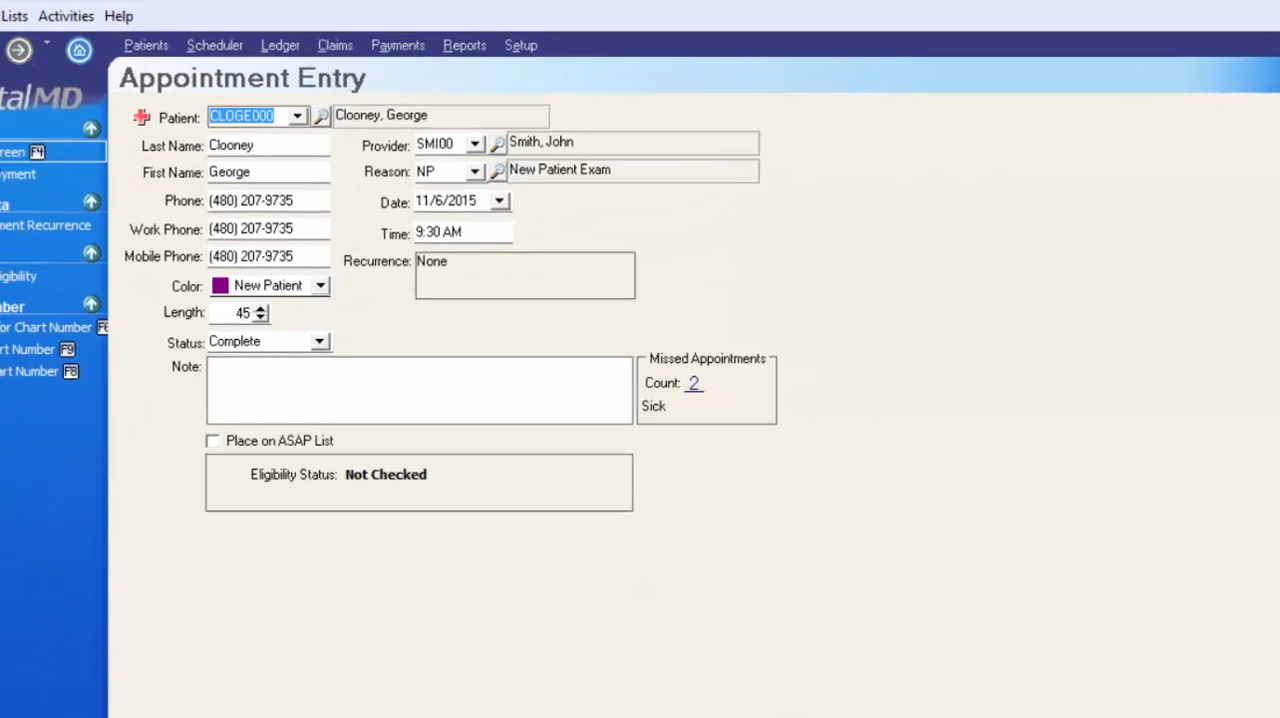 Lists Activities Help
Patients Scheduler Ledger Claims Payments Reports Setup
Appointment Entry
talMD
Patient: CLOGE000 Clooney, George
Last Name: Clooney Provider: SMI00 Smith, John
First Name: George Reason: NP New Patient Exam
Phone: (480) 207-9735 Date: 11/6/2015
Work Phone: (480) 207-9735 Time: 9:30 AM
Mobile Phone: (480) 207-9735 Recurrence: None
Color: New Patient
Length: 45
Status: Complete
Note:
Missed Appointments
Count: 2
Sick
Place on ASAP List
Eligibility Status: Not Checked
reen F4
yment
ta
ment Recurrence
igibility
ber
or Chart Number F6
rt Number F9
art Number F8